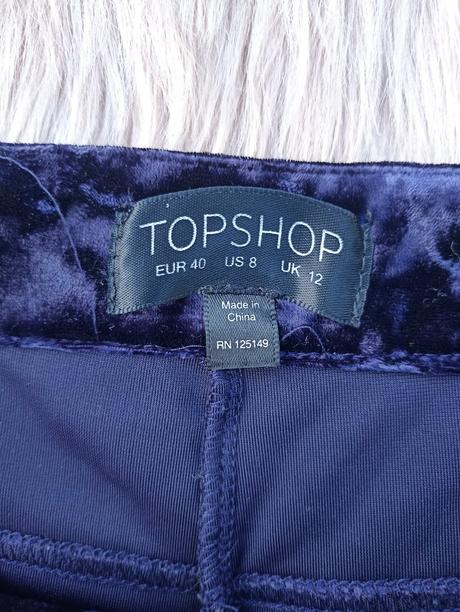 TOPSHOP
EUR 40 US 8 UK 12
Made in
China
RN 125149